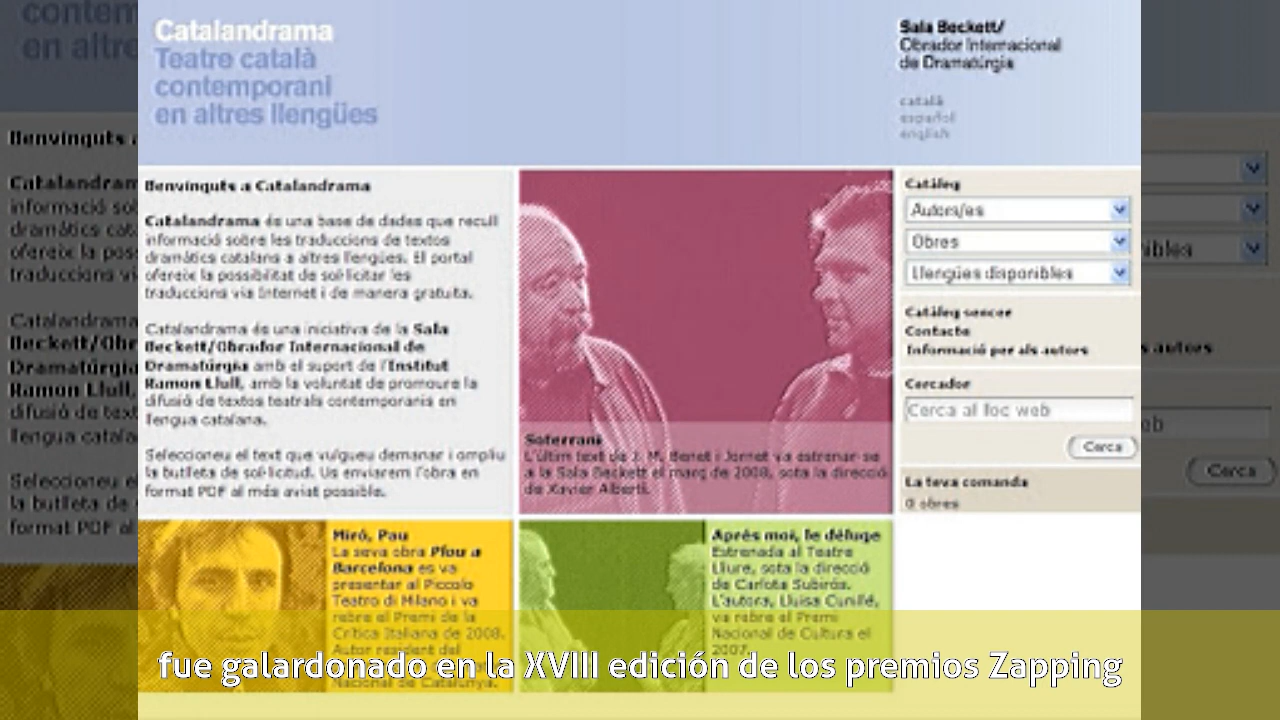 Catalandrama
Teatre català
contemporani
en altres llengües
Sala Beckett/
Obrador Internacional
de Dramatúrgia
català
español
english
Benvinguts a Catalandrama
Catalandrama és una base de dades que recull
informació sobre les traduccions de textos
dramàtics catalans a altres llengües. El portal
ofereix la possibilitat de sol·licitar les
traduccions via Internet i de manera gratuïta.
Catalandrama és una iniciativa de la Sala
Beckett/Obrador Internacional de
Dramatúrgia amb el suport de l'Institut
Ramon Llull, amb la voluntat de promoure la
difusió de textos teatrals contemporanis en
llengua catalana.
Seleccioneu el text que vulgueu demanar i ompliu
la butlleta de sol·licitud. Us enviarem l'obra en
format PDF al més aviat possible.
Soterrani
L'últim text de J. M. Benet i Jornet va estrenar-se
a la Sala Beckett el març de 2008, sota la direcció
de Xavier Albertí.
Catàleg
Autors/es
Obres
Llengües disponibles
Catàleg sencer
Contacte
Informació per als autors
Cercador
Cerca al lloc web
Cerca
La teva comanda
0 obres
Miró, Pau
La seva obra Plou a
Barcelona es va
presentar al Piccolo
Teatro di Milano i va
rebre el Premi de la
Crítica Italiana de 2008.
Autor resident del
Nacional de Catalunya.
Après moi, le déluge
Estrenada al Teatre
Lliure, sota la direcció
de Carlota Subirós.
L'autora, Lluïsa Cunillé,
va rebre el Premi
Nacional de Cultura el
2007.
fue galardonado en la XVIII edición de los premios Zapping